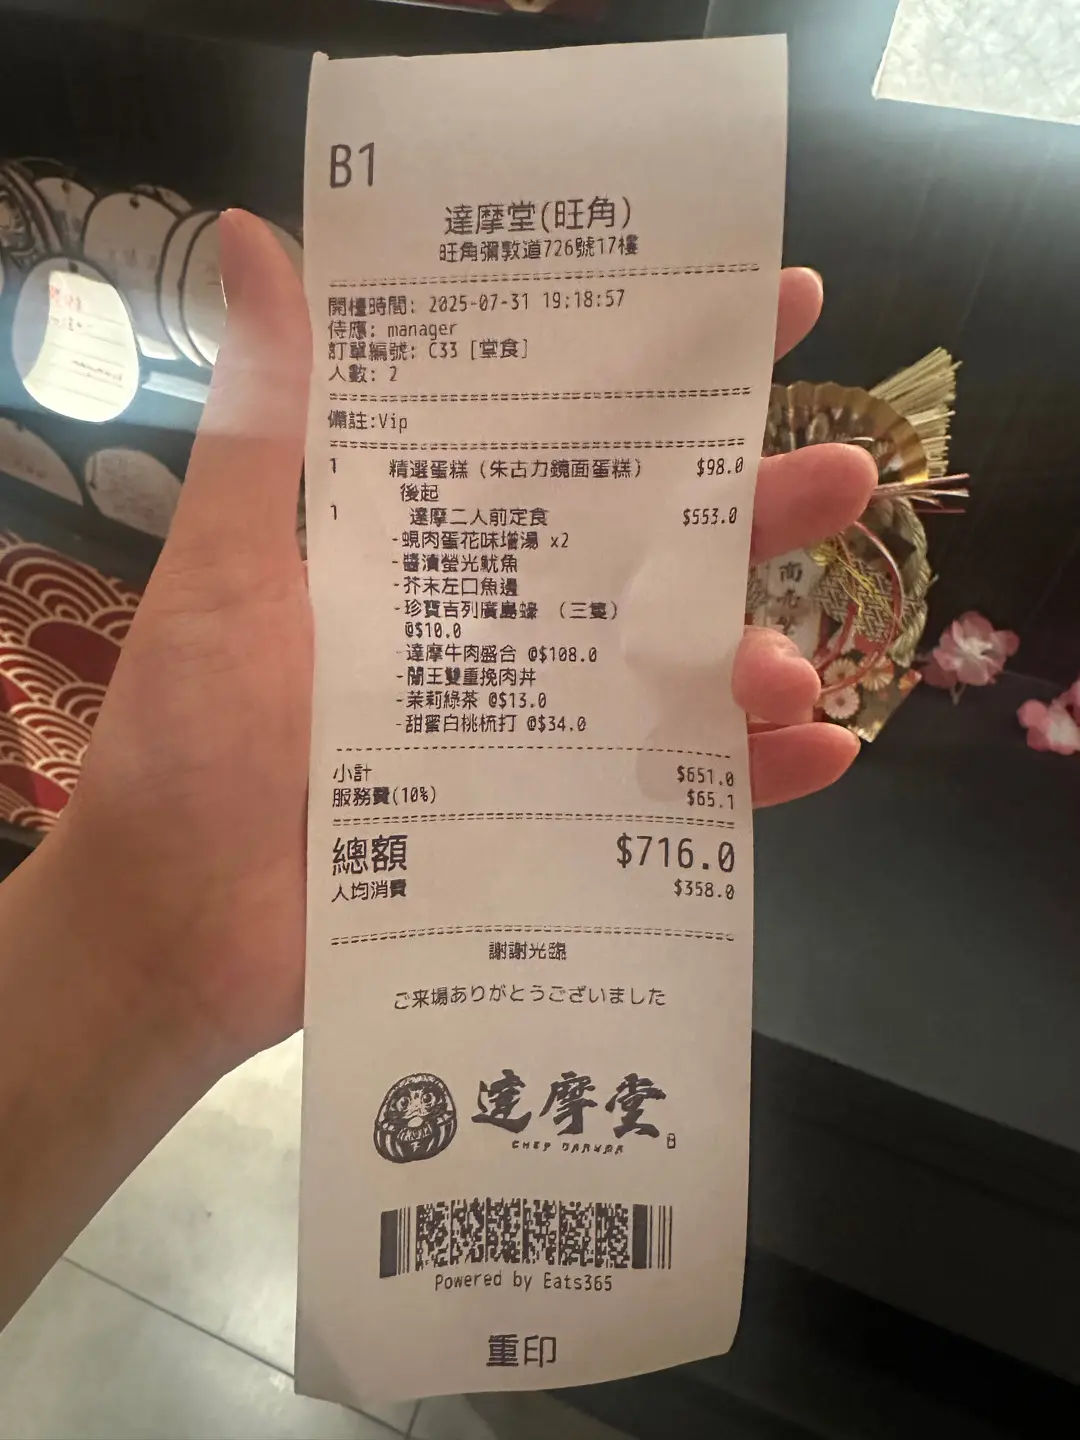 B1
達摩堂(旺角)
旺角彌敦道726號17樓
開檯時間: 2025-07-31 19:18:57
侍應: manager
訂單編號: C33 [堂食]
人數: 2
備註:Vip
1 精選蛋糕 (朱古力鏡面蛋糕) $98.0
後起
1 達摩二人前定食 $553.0
-蜆肉蛋花味增湯 x2
-醬漬螢光魷魚
-芥末左口魚邊
-珍寶吉列廣島蠔 (三隻)
@$10.0
-達摩牛肉盛合 @$108.0
-蘭王雙重挽肉丼
-茉莉綠茶 @$13.0
-甜蜜白桃梳打 @$34.0
小計 $651.0
服務費(10%) $65.1
總額 $716.0
人均消費 $358.0
謝謝光臨
ご来場ありがとうございました
達摩堂
CHEF DARUMA
Powered by Eats365
重印